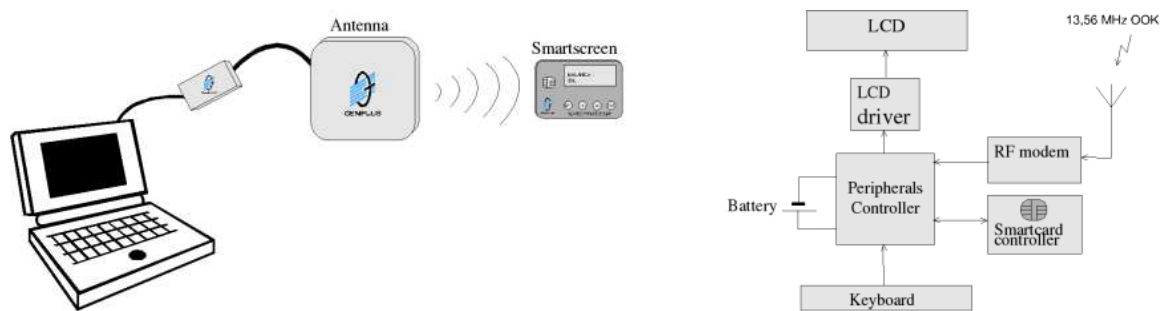 Antenna
Smartscreen
GEMPLUS
LCD
13,56 MHz OOK
LCD
driver
RF modem
Peripherals
Controller
Battery
Smartcard
controller
Keyboard